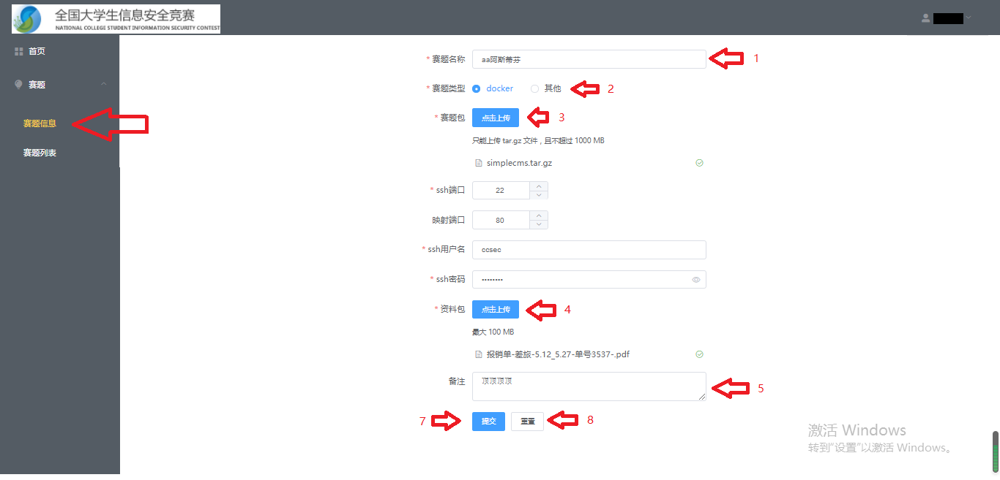 全国大学生信息安全竞赛
NATIONAL COLLEGE STUDENT INFORMATION SECURITY CONTEST
首页
赛题
赛题信息
赛题列表
* 赛题名称 aa阿斯蒂芬 1
* 赛题类型 docker 其他 2
* 赛题包 点击上传 3
只能上传 tar.gz 文件，且不超过 1000 MB
simplecms.tar.gz
* ssh端口 22
映射端口 80
* ssh用户名 ccsec
* ssh密码 ••••••••
* 资料包 点击上传 4
最大 100 MB
报销单-差旅-5.12_5.27-单号3537-.pdf
备注 顶顶顶顶 5
7 提交 重置 8
激活 Windows
转到"设置"以激活 Windows。